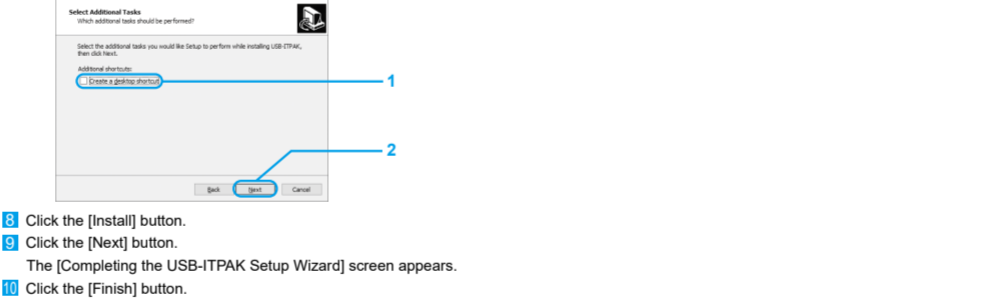 Select Additional Tasks
Which additional tasks should be performed?
Select the additional tasks you would like Setup to perform while installing USB-ITPAK,
then click Next.
Additional shortcuts:
Create a desktop shortcut
1
2
Back Next Cancel
8 Click the [Install] button.
9 Click the [Next] button.
The [Completing the USB-ITPAK Setup Wizard] screen appears.
10 Click the [Finish] button.